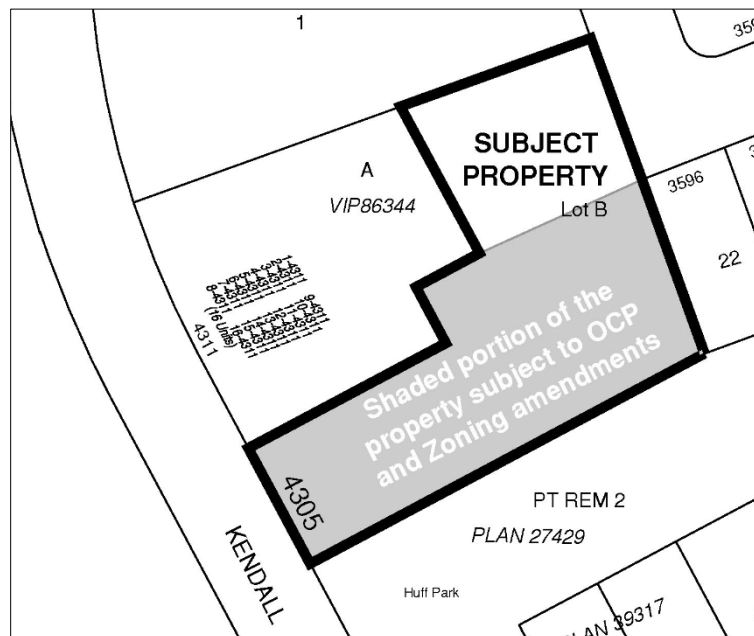 1
359
SUBJECT
PROPERTY
A
VIP86344
Lot B
3596
3
22
(16 Units)
4311
Shaded portion of the
property subject to OCP
and Zoning amendments
4305
PT REM 2
PLAN 27429
KENDALL
Huff Park
PLAN 39317